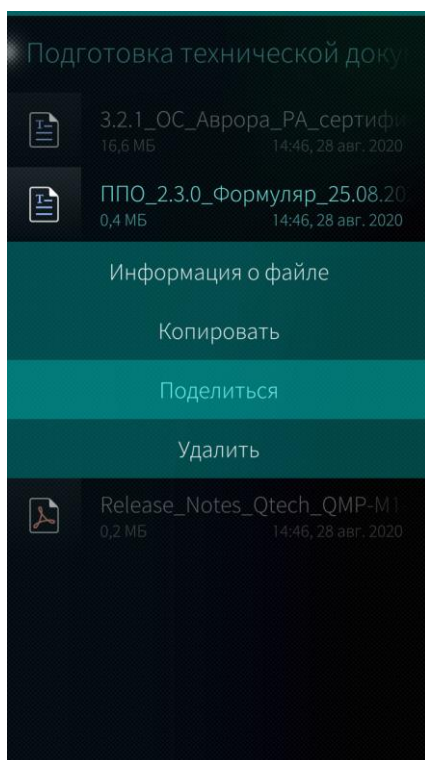 Подготовка технической доку
3.2.1_ОС_Аврора_РА_сертифи
16,6 МБ 14:46, 28 авг. 2020
ППО_2.3.0_Формуляр_25.08.20
0,4 МБ 14:46, 28 авг. 2020
Информация о файле
Копировать
Поделиться
Удалить
Release_Notes_Qtech_QMP-M1
0,2 МБ 14:46, 28 авг. 2020